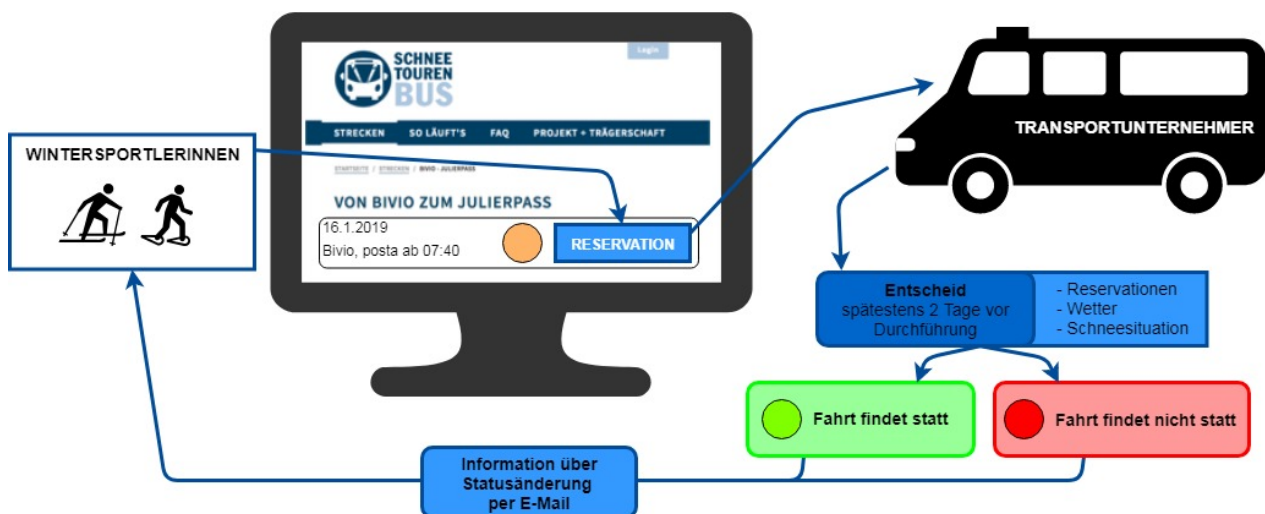 WINTERSPORTLERINNEN
SCHNEE
TOUREN
BUS
Login
STRECKEN SO LÄUFT'S FAQ PROJEKT + TRÄGERSCHAFT
STARTSEITE / STRECKEN / BIVIO - JULIERPASS
VON BIVIO ZUM JULIERPASS
16.1.2019
Bivio, posta ab 07:40
RESERVATION
TRANSPORTUNTERNEHMER
Entscheid
spätestens 2 Tage vor
Durchführung
- Reservationen
- Wetter
- Schneesituation
Fahrt findet statt
Fahrt findet nicht statt
Information über
Statusänderung
per E-Mail